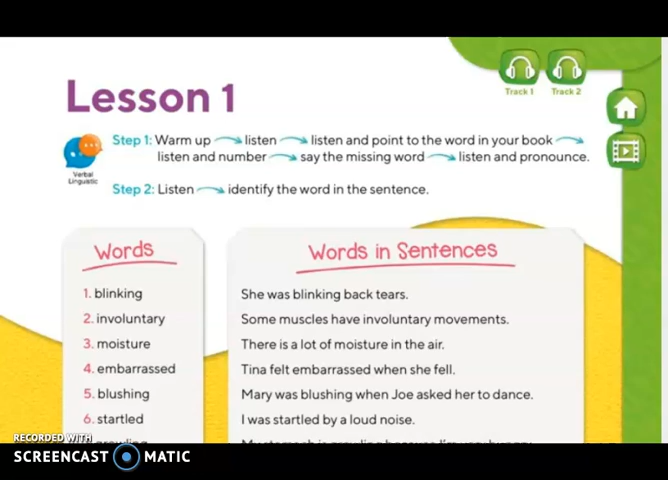 Lesson 1
Track 1 Track 2
Step 1: Warm up listen listen and point to the word in your book
listen and number say the missing word listen and pronounce.
Verbal
Linguistic
Step 2: Listen identify the word in the sentence.
Words
1. blinking
2. involuntary
3. moisture
4. embarrassed
5. blushing
6. startled
Words in Sentences
She was blinking back tears.
Some muscles have involuntary movements.
There is a lot of moisture in the air.
Tina felt embarrassed when she fell.
Mary was blushing when Joe asked her to dance.
I was startled by a loud noise.
RECORDED WITH
SCREENCAST MATIC